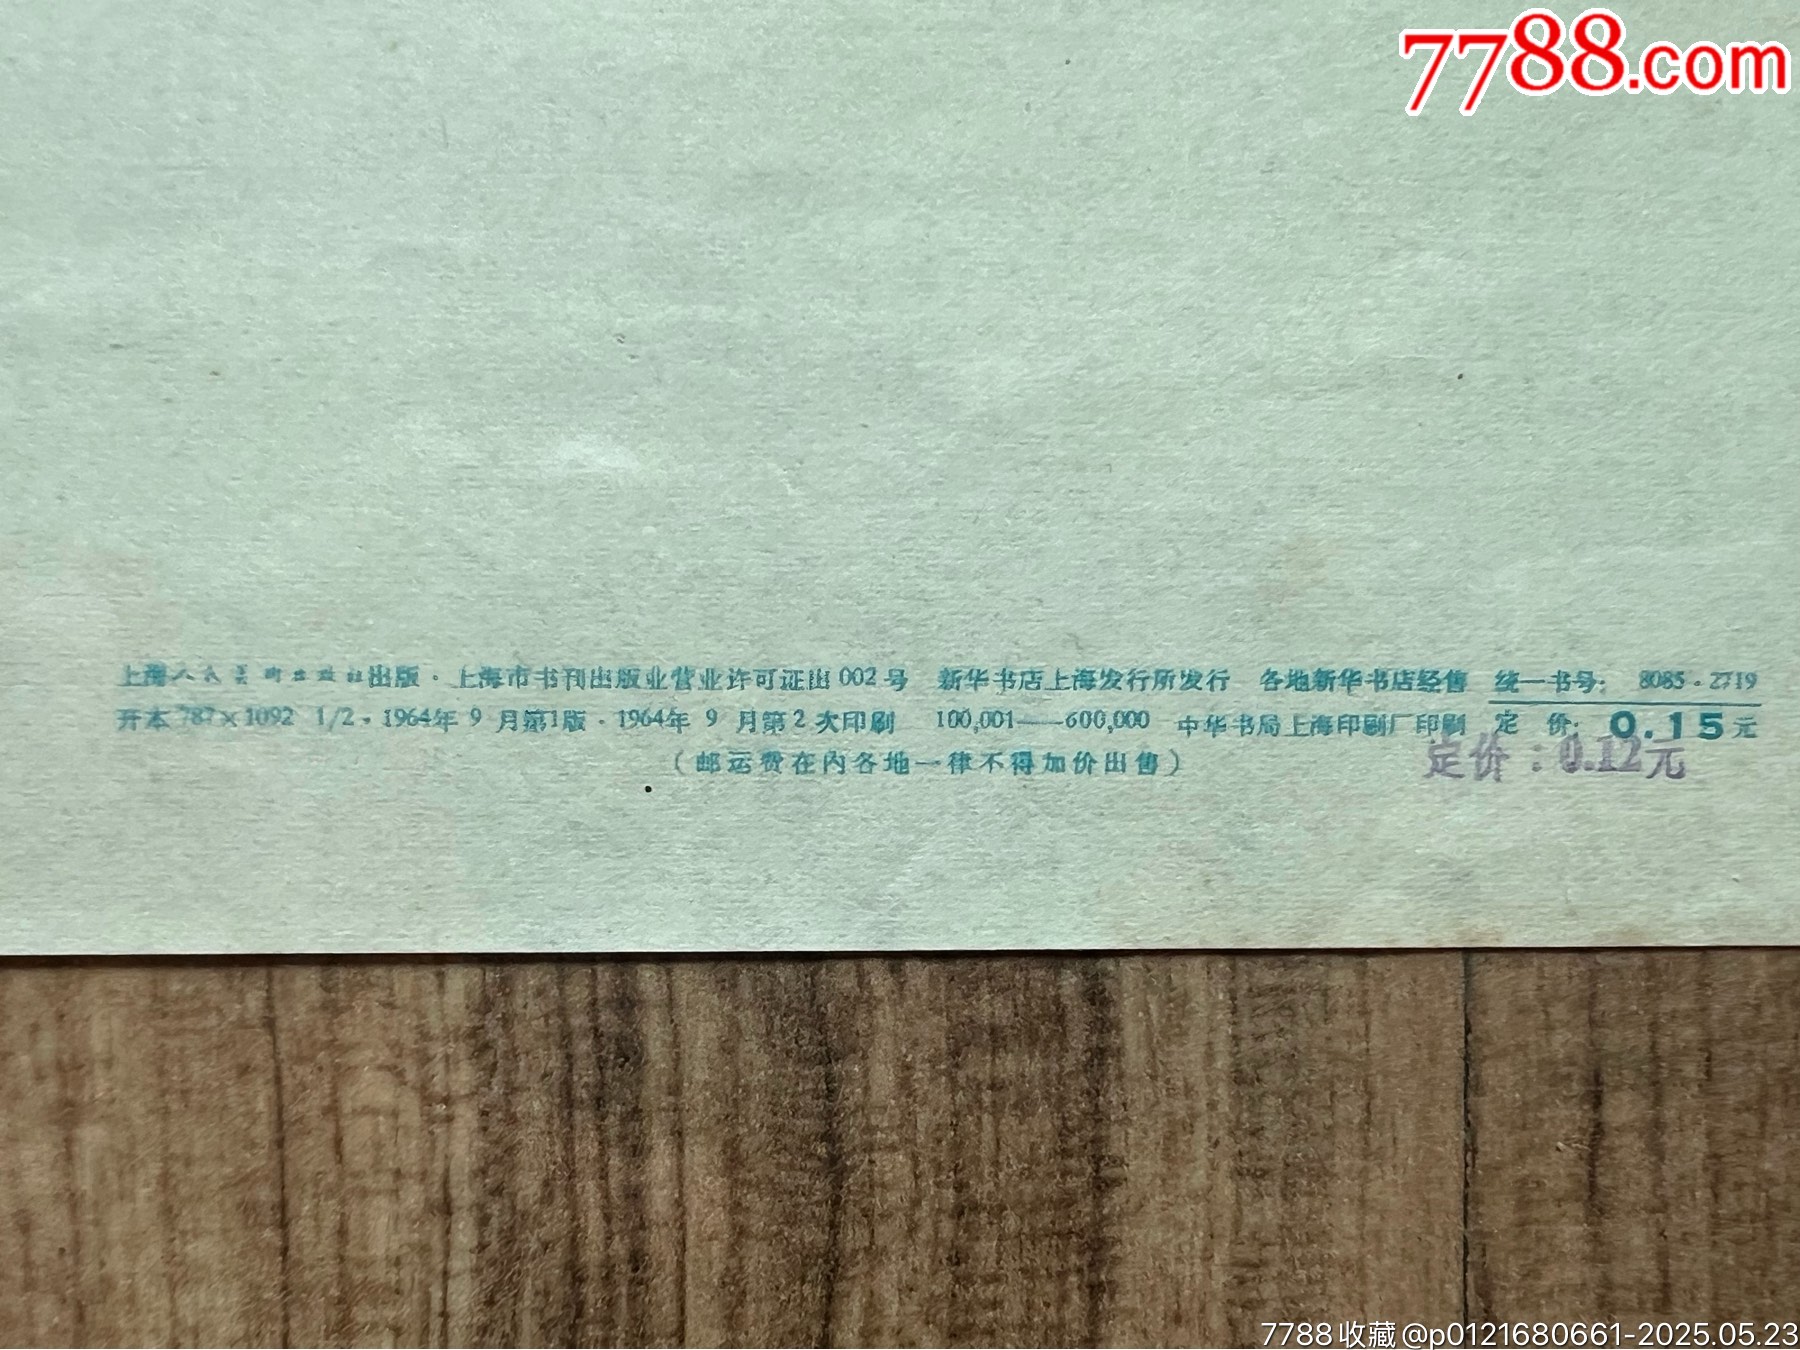 7788.com
上海人民美術出版社出版·上海市书刊出版业营业许可证出002号 新华书店上海发行所发行 各地新华书店经售 统一书号：8085·2719
开本787×1092 1/2·1964年9月第1版·1964年9月第2次印刷 100,001——600,000 中华书局上海印刷厂印刷 定价：0.15元
（邮运费在内各地一律不得加价出售）
定价：0.12元
7788收藏@p0121680661-2025.05.23